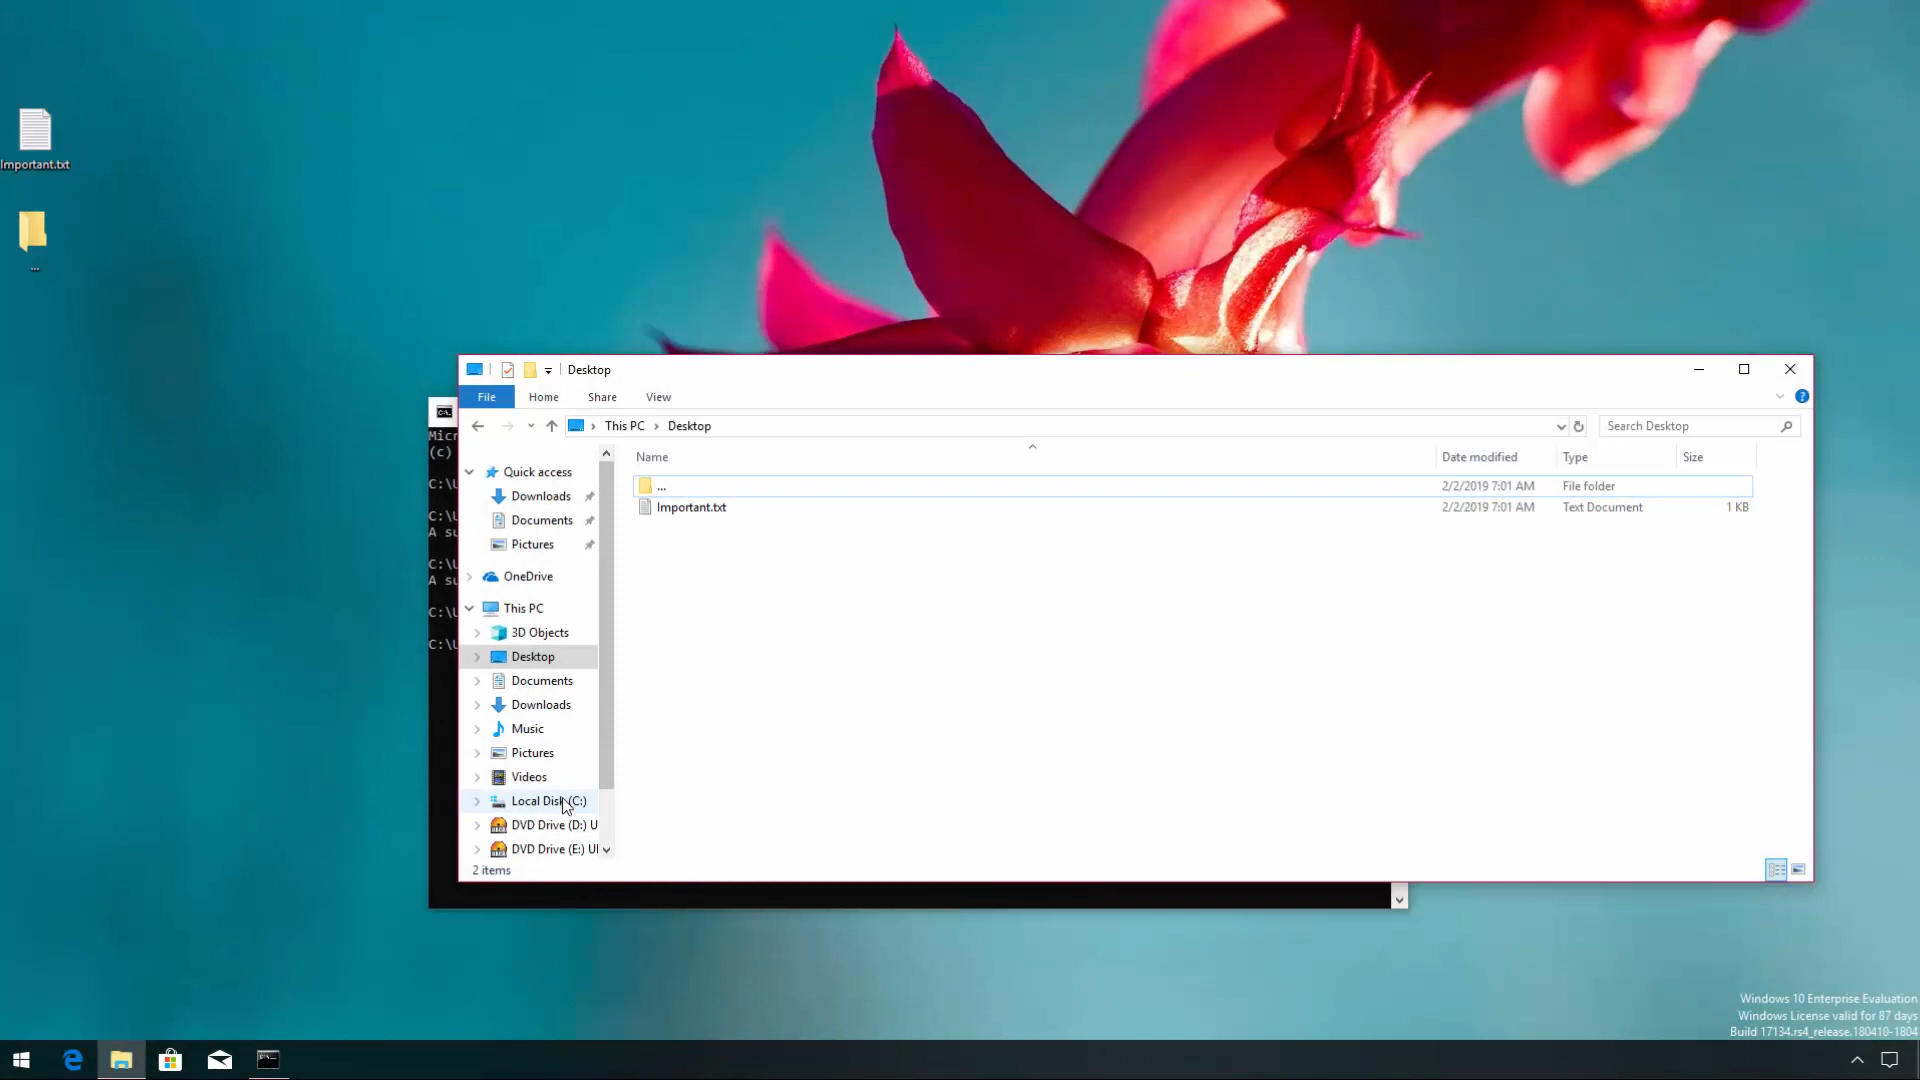 Important.txt
...
Desktop
File
Home
Share
View
This PC
Desktop
Search Desktop
Name
Date modified
Type
Size
...
2/2/2019 7:01 AM
File folder
Important.txt
2/2/2019 7:01 AM
Text Document
1 KB
Quick access
Downloads
Documents
Pictures
OneDrive
This PC
3D Objects
Desktop
Documents
Downloads
Music
Pictures
Videos
Local Disk (C:)
DVD Drive (D:) U
DVD Drive (E:) U
2 items
Micr
(c)
C:\U
C:\U
A su
C:\U
A su
C:\U
C:\U
Windows 10 Enterprise Evaluation
Windows License valid for 87 days
Build 17134.rs4_release.180410-1804